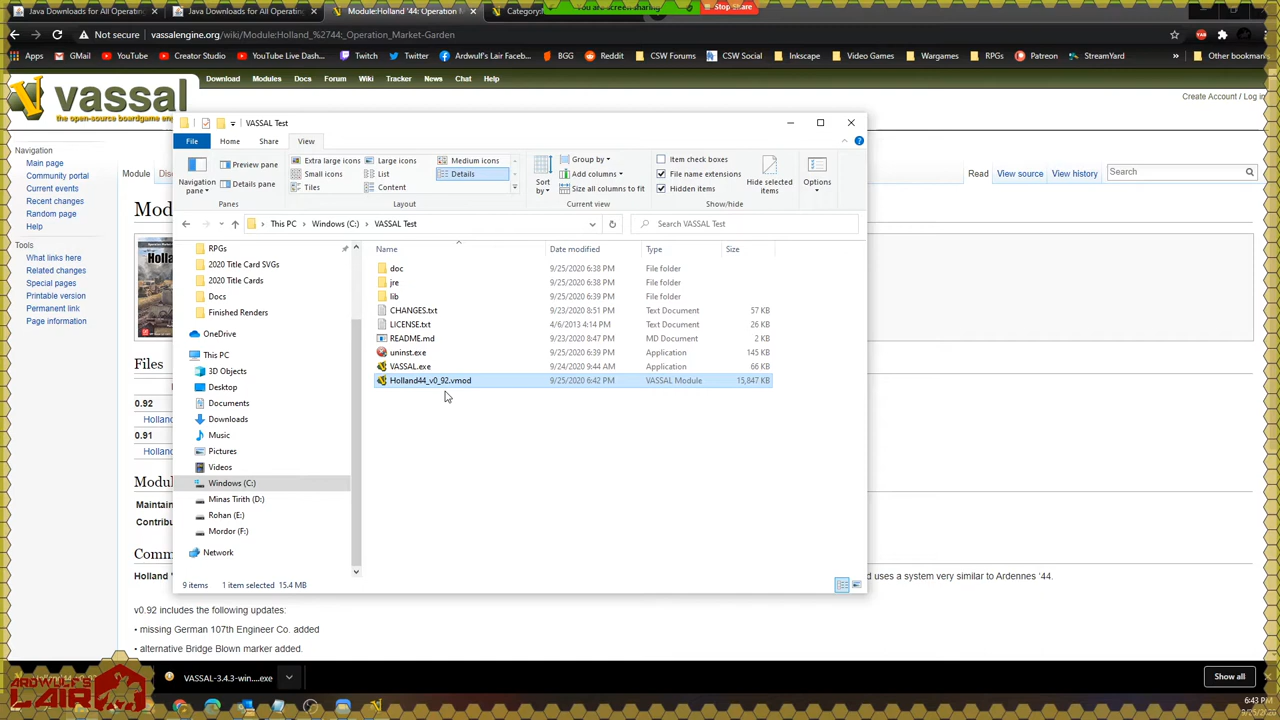 Java Downloads for All Operating
Java Downloads for All Operatin
Module:Holland '44: Operation M
Category:
You are screen sharing
Stop Share
Not secure vassalengine.org/wiki/Module:Holland_%2744:_Operation_Market-Garden
Apps GMail YouTube Creator Studio YouTube Live Dash... Twitch Twitter Ardwulf's Lair Facebook BGG Reddit CSW Forums CSW Social Inkscape Video Games Wargames RPGs Patreon StreamYard » Other bookmarks
Download Modules Docs Forum Wiki Tracker News Chat Help
vassal
the open-source boardgame en
Create Account / Log in
Navigation
Main page
Community portal
Current events
Recent changes
Random page
Help
Tools
What links here
Related changes
Special pages
Printable version
Permanent link
Page information
Module
Read View source View history Search
Files
0.92
0.91
VASSAL Test
File Home Share View
Navigation pane
Preview pane
Details pane
Panes
Extra large icons Large icons Medium icons
Small icons List Details
Tiles Content
Layout
Sort by
Group by
Add columns
Size all columns to fit
Current view
Item check boxes
File name extensions
Hidden items
Hide selected items
Show/hide
Options
This PC > Windows (C:) > VASSAL Test
Search VASSAL Test
Name Date modified Type Size
RPGs
2020 Title Card SVGs
2020 Title Cards
Docs
Finished Renders
OneDrive
This PC
3D Objects
Desktop
Documents
Downloads
Music
Pictures
Videos
Windows (C:)
Minas Tirith (D:)
Rohan (E:)
Mordor (F:)
Network
doc 9/25/2020 6:38 PM File folder
jre 9/25/2020 6:38 PM File folder
lib 9/25/2020 6:39 PM File folder
CHANGES.txt 9/23/2020 8:51 PM Text Document 57 KB
LICENSE.txt 4/6/2013 4:14 PM Text Document 26 KB
README.md 9/23/2020 8:47 PM MD Document 2 KB
uninst.exe 9/25/2020 6:39 PM Application 145 KB
VASSAL.exe 9/24/2020 9:44 AM Application 66 KB
Holland44_v0_92.vmod 9/25/2020 6:42 PM VASSAL Module 15,847 KB
9 items 1 item selected 15.4 MB
d uses a system very similar to Ardennes '44.
v0.92 includes the following updates:
• missing German 107th Engineer Co. added
• alternative Bridge Blown marker added.
VASSAL-3.4.3-win....exe
Show all
ARDWULF'S
LAIR
6:43 PM
9/25/2020